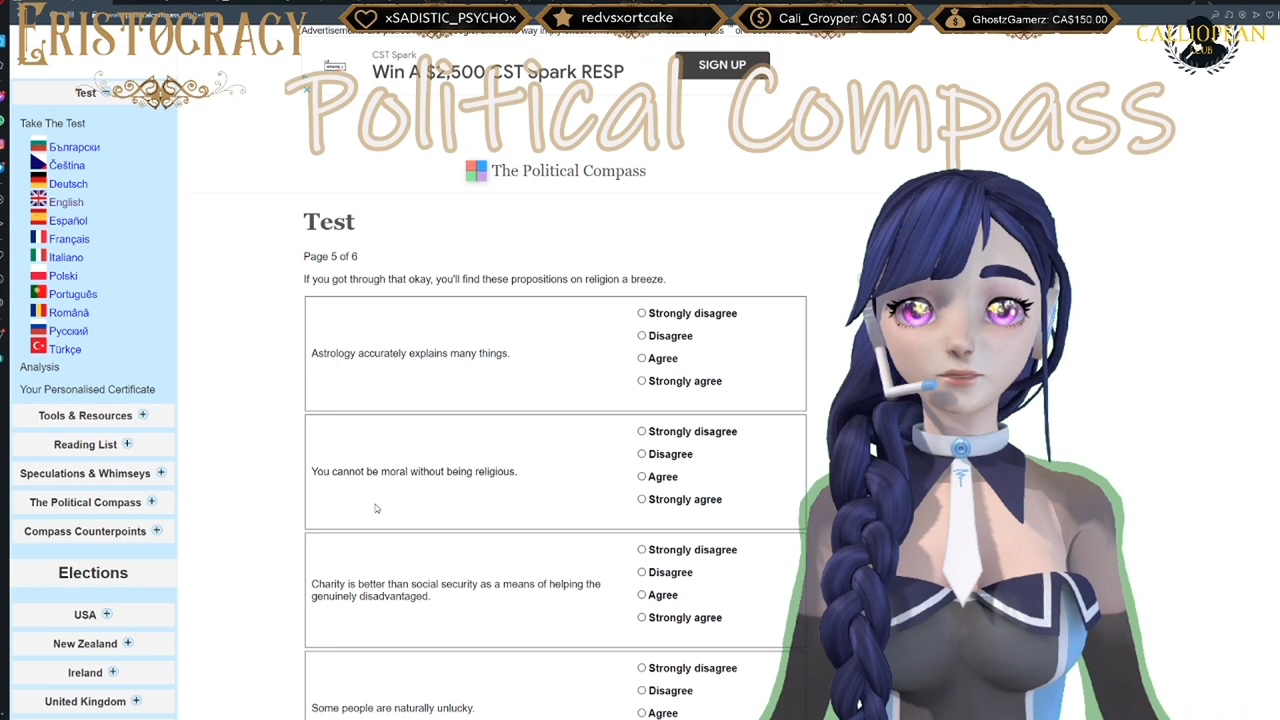 ERISTOCRACY
xSADISTIC_PSYCHOx
redvsxortcake
Cali_Groyper: CA$1.00
GhostzGamerz: CA$150.00
CALLIOPEAN
CLUB
CST Spark
Win A $2,500 CST Spark RESP
SIGN UP
Political Compass
The Political Compass
Test
Take The Test
Български
Čeština
Deutsch
English
Español
Français
Italiano
Polski
Português
Română
Русский
Türkçe
Analysis
Your Personalised Certificate
Tools & Resources
Reading List
Speculations & Whimseys
The Political Compass
Compass Counterpoints
Elections
USA
New Zealand
Ireland
United Kingdom
Test
Page 5 of 6
If you got through that okay, you'll find these propositions on religion a breeze.
Astrology accurately explains many things.
Strongly disagree
Disagree
Agree
Strongly agree
You cannot be moral without being religious.
Strongly disagree
Disagree
Agree
Strongly agree
Charity is better than social security as a means of helping the
genuinely disadvantaged.
Strongly disagree
Disagree
Agree
Strongly agree
Some people are naturally unlucky.
Strongly disagree
Disagree
Agree